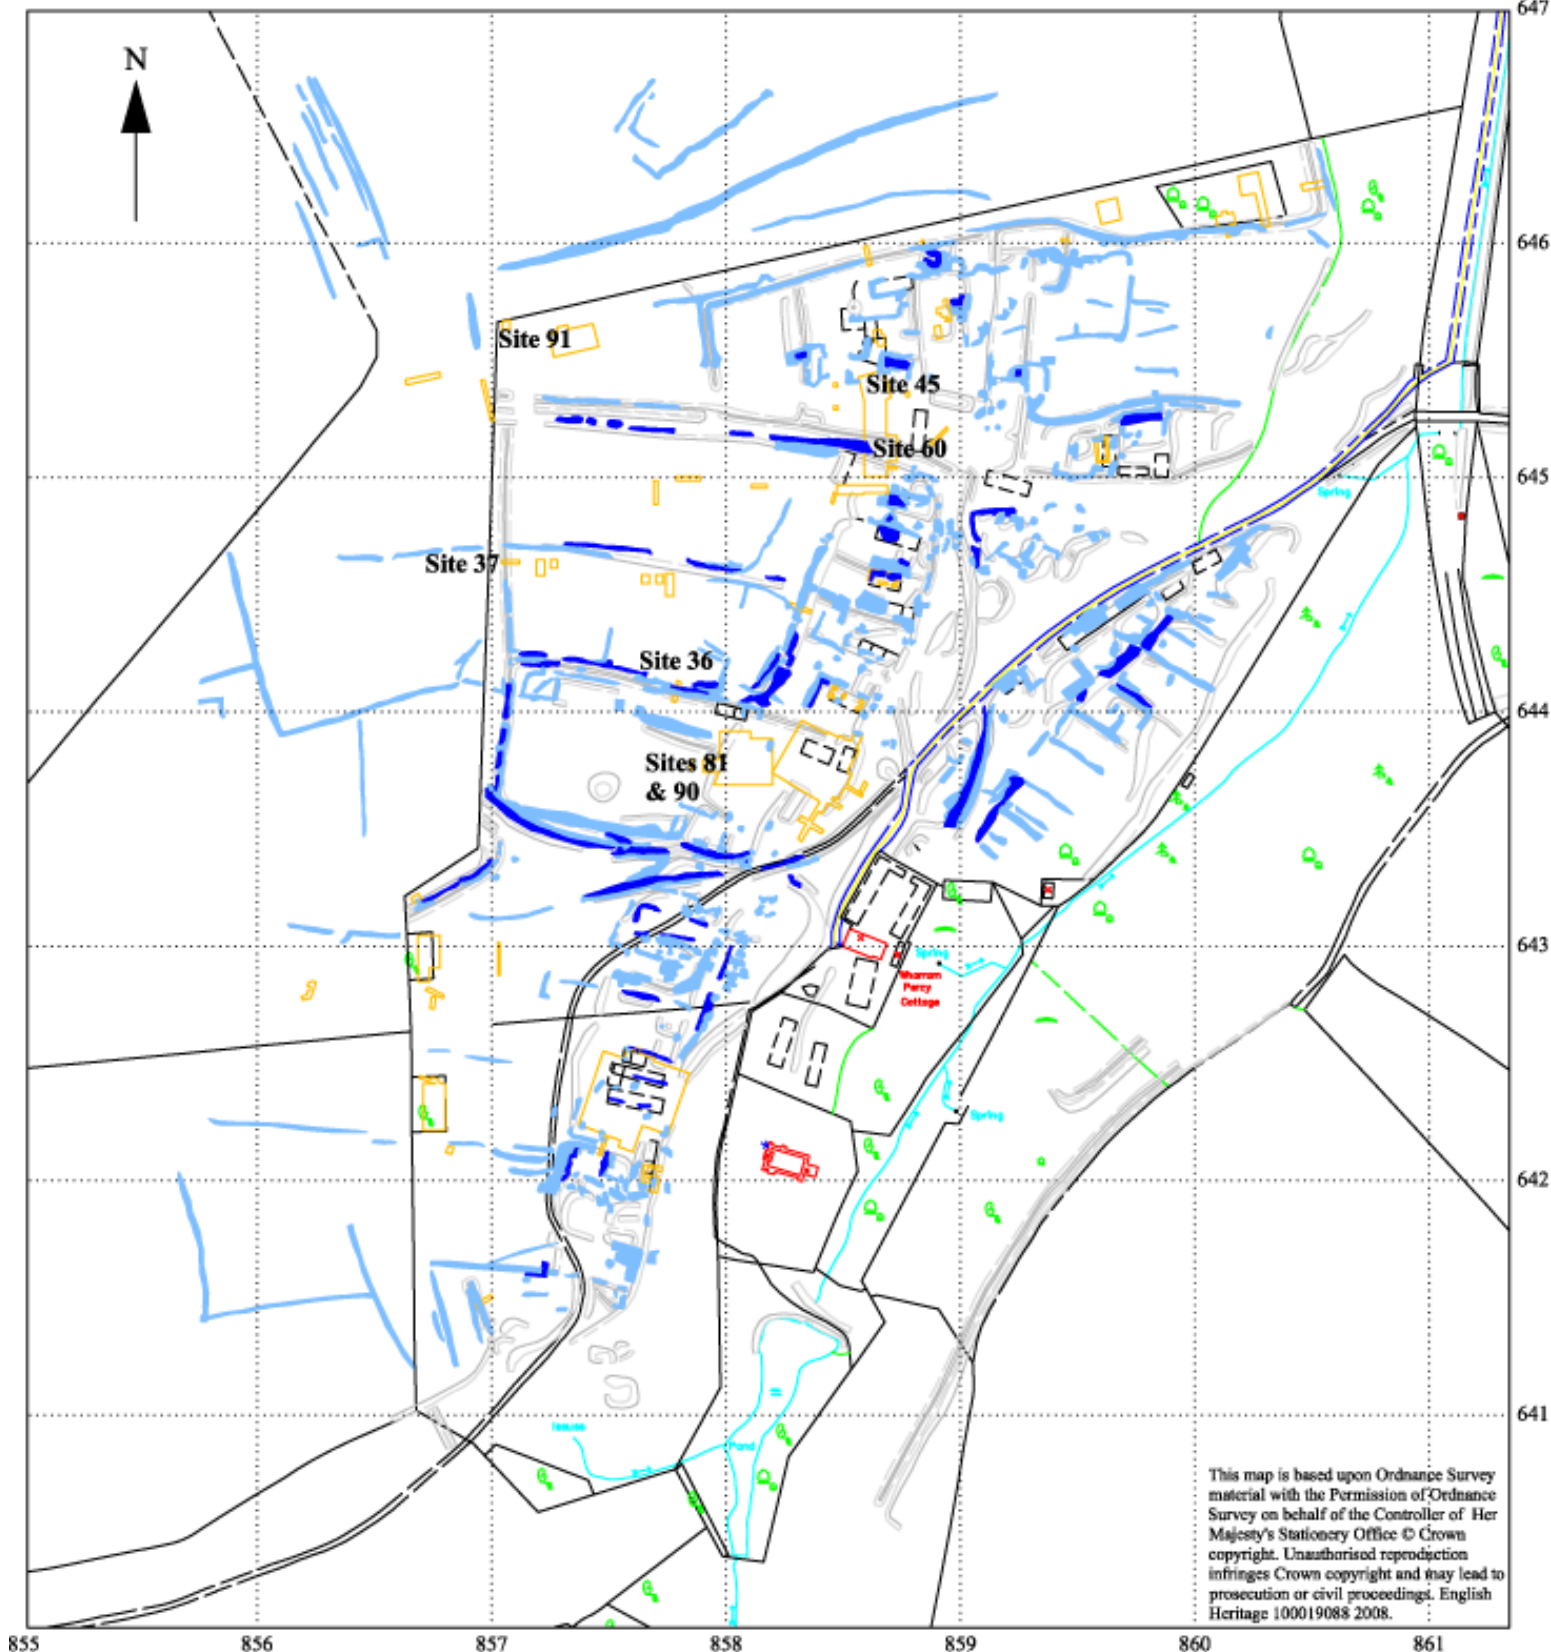 647
N
646
Site 91
Site 45
Site 60
645
Spring
Site 37
Site 36
644
Sites 81
& 90
643
Spring
Wharram
Percy
Cottage
Spring
642
641
Issues
Pond
This map is based upon Ordnance Survey
material with the Permission of Ordnance
Survey on behalf of the Controller of Her
Majesty's Stationery Office © Crown
copyright. Unauthorised reproduction
infringes Crown copyright and may lead to
prosecution or civil proceedings. English
Heritage 100019088 2008.
855 856 857 858 859 860 861